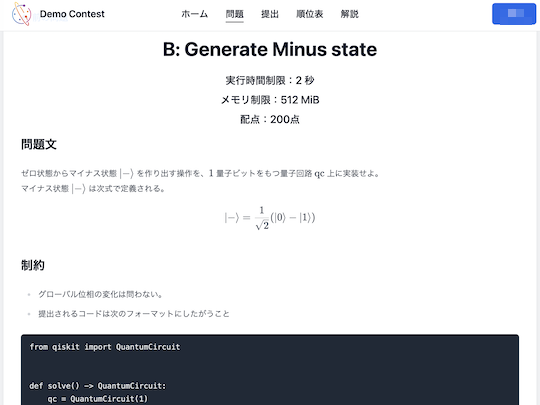 Demo Contest
ホーム 問題 提出 順位表 解説
B: Generate Minus state
実行時間制限：2 秒
メモリ制限：512 MiB
配点：200点
問題文
ゼロ状態からマイナス状態 |−⟩ を作り出す操作を、1 量子ビットをもつ量子回路 qc 上に実装せよ。
マイナス状態 |−⟩ は次式で定義される。
|−⟩ = 1/√2 (|0⟩ − |1⟩)
制約
グローバル位相の変化は問わない。
提出されるコードは次のフォーマットにしたがうこと
from qiskit import QuantumCircuit
def solve() -> QuantumCircuit:
qc = QuantumCircuit(1)